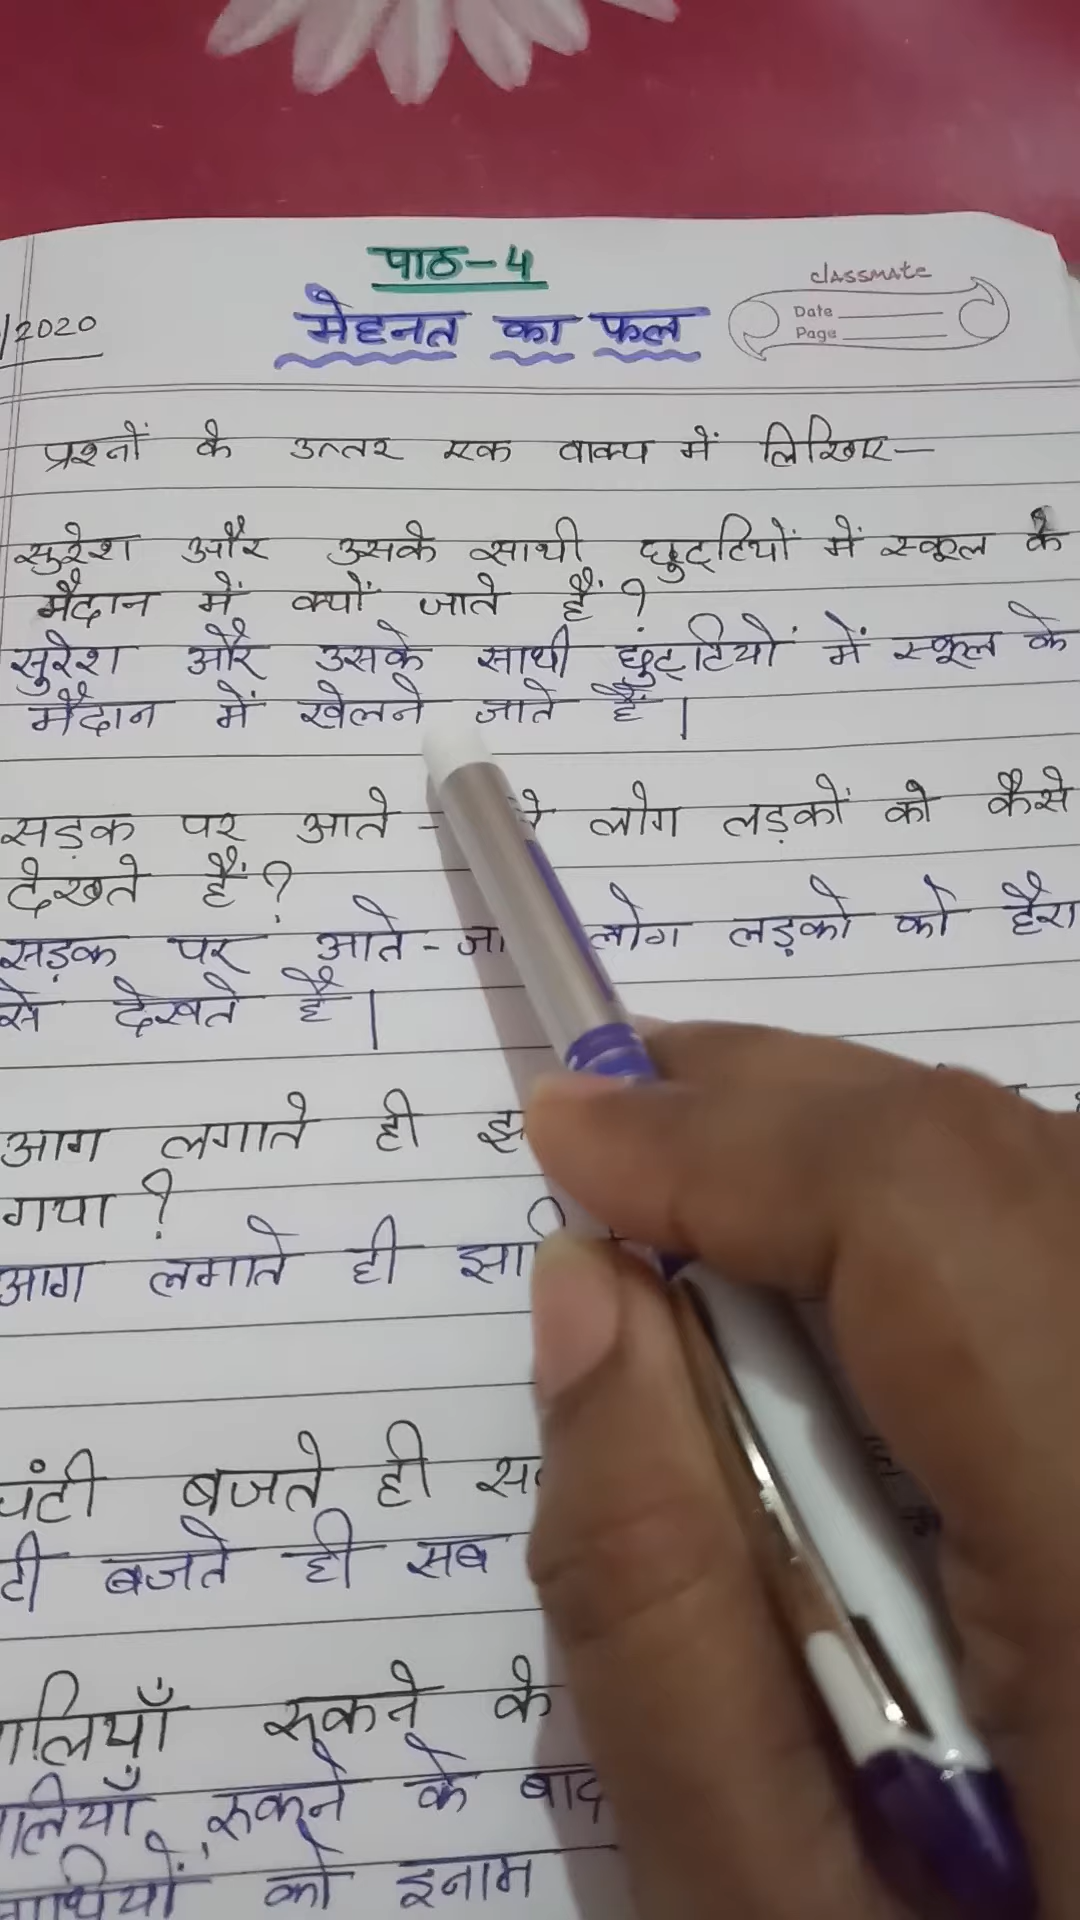 पाठ-4
classmate
मेहनत का फल
Date
Page
/2020
प्रश्नों के उत्तर एक वाक्य में लिखिए-
सुरेश और उसके साथी छुट्टियों में स्कूल के
मैदान में क्यों जाते हैं ?
सुरेश और उसके साथी छुट्टियों में स्कूल के
मैदान में खेलने जाते हैं |
सड़क पर आते- लोग लड़कों को कैसे
देखते हैं ?
सड़क पर आते-जा लोग लड़को को हैरा
से देखते है |
आग लगाते ही
गया ?
आग लगाते ही
बजते ही
बजते ही सब
रूकने के
रुकने के बाद
को इनाम